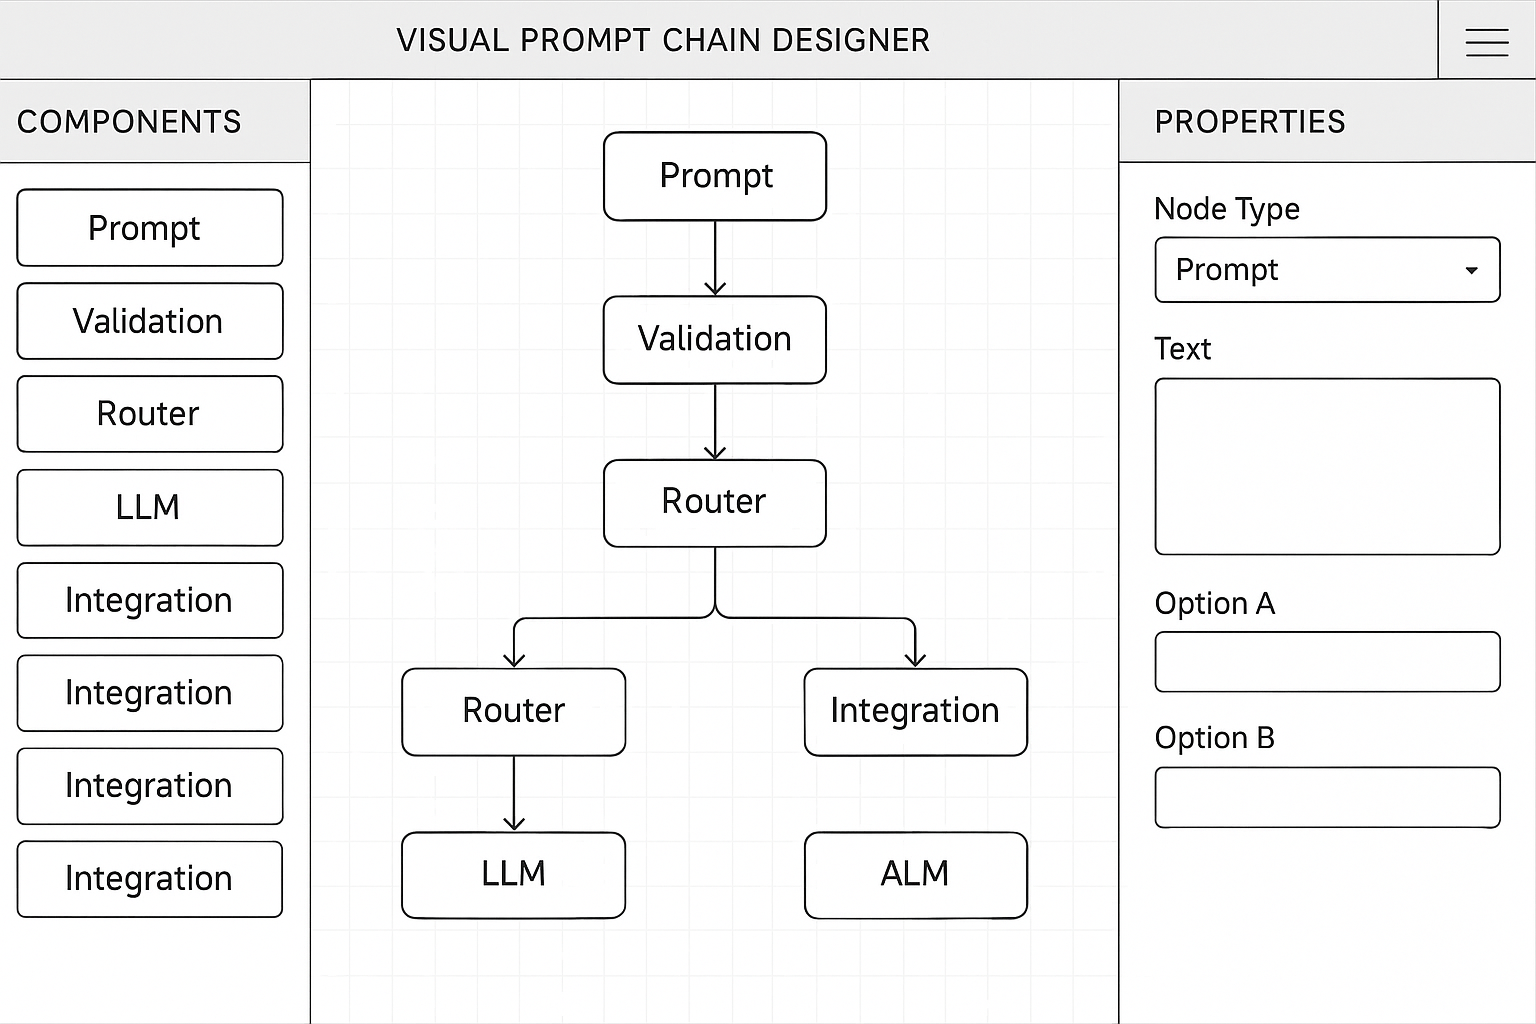 VISUAL PROMPT CHAIN DESIGNER
COMPONENTS
Prompt
Validation
Router
LLM
Integration
Integration
Integration
Integration
Prompt
Validation
Router
Router
Integration
LLM
ALM
PROPERTIES
Node Type
Prompt
Text
Option A
Option B